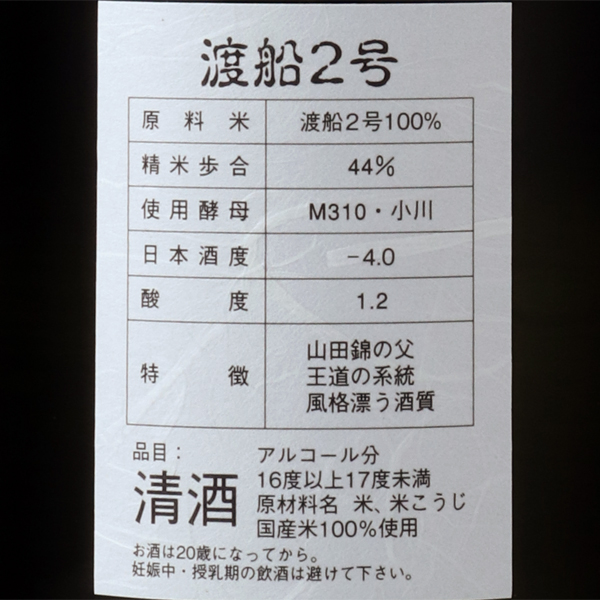 渡船2号
原料米 渡船2号100%
精米歩合 44%
使用酵母 M310・小川
日本酒度 -4.0
酸度 1.2
特徴 山田錦の父
王道の系統
風格漂う酒質
品目: アルコール分
清酒 16度以上17度未満
原材料名 米、米こうじ
国産米100%使用
お酒は20歳になってから。
妊娠中・授乳期の飲酒は避けて下さい。